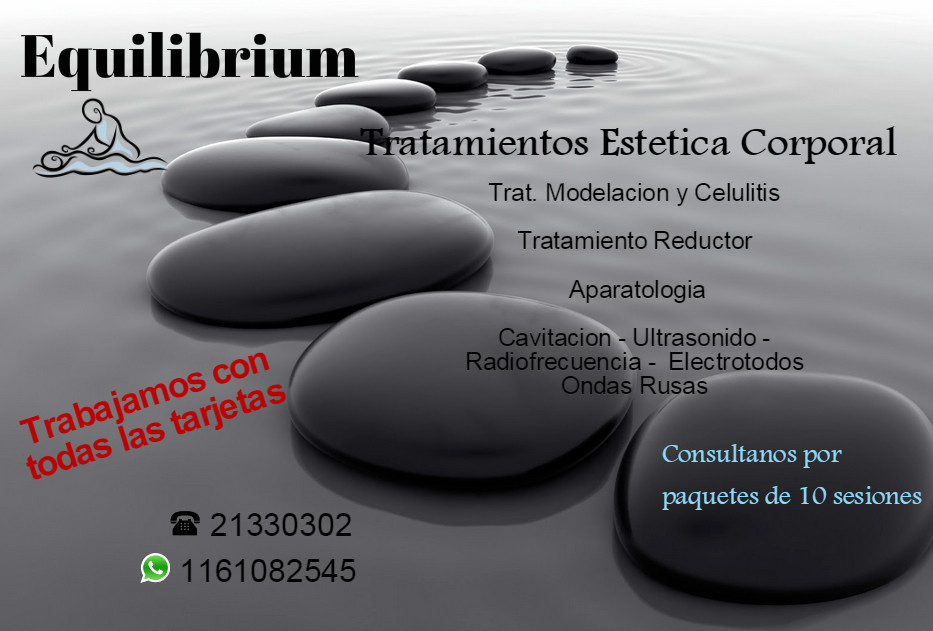 Equilibrium
Tratamientos Estetica Corporal
Trat. Modelacion y Celulitis
Tratamiento Reductor
Aparatologia
Cavitacion - Ultrasonido -
Radiofrecuencia - Electrotodos
Ondas Rusas
Trabajamos con
todas las tarjetas
Consultanos por
paquetes de 10 sesiones
21330302
1161082545